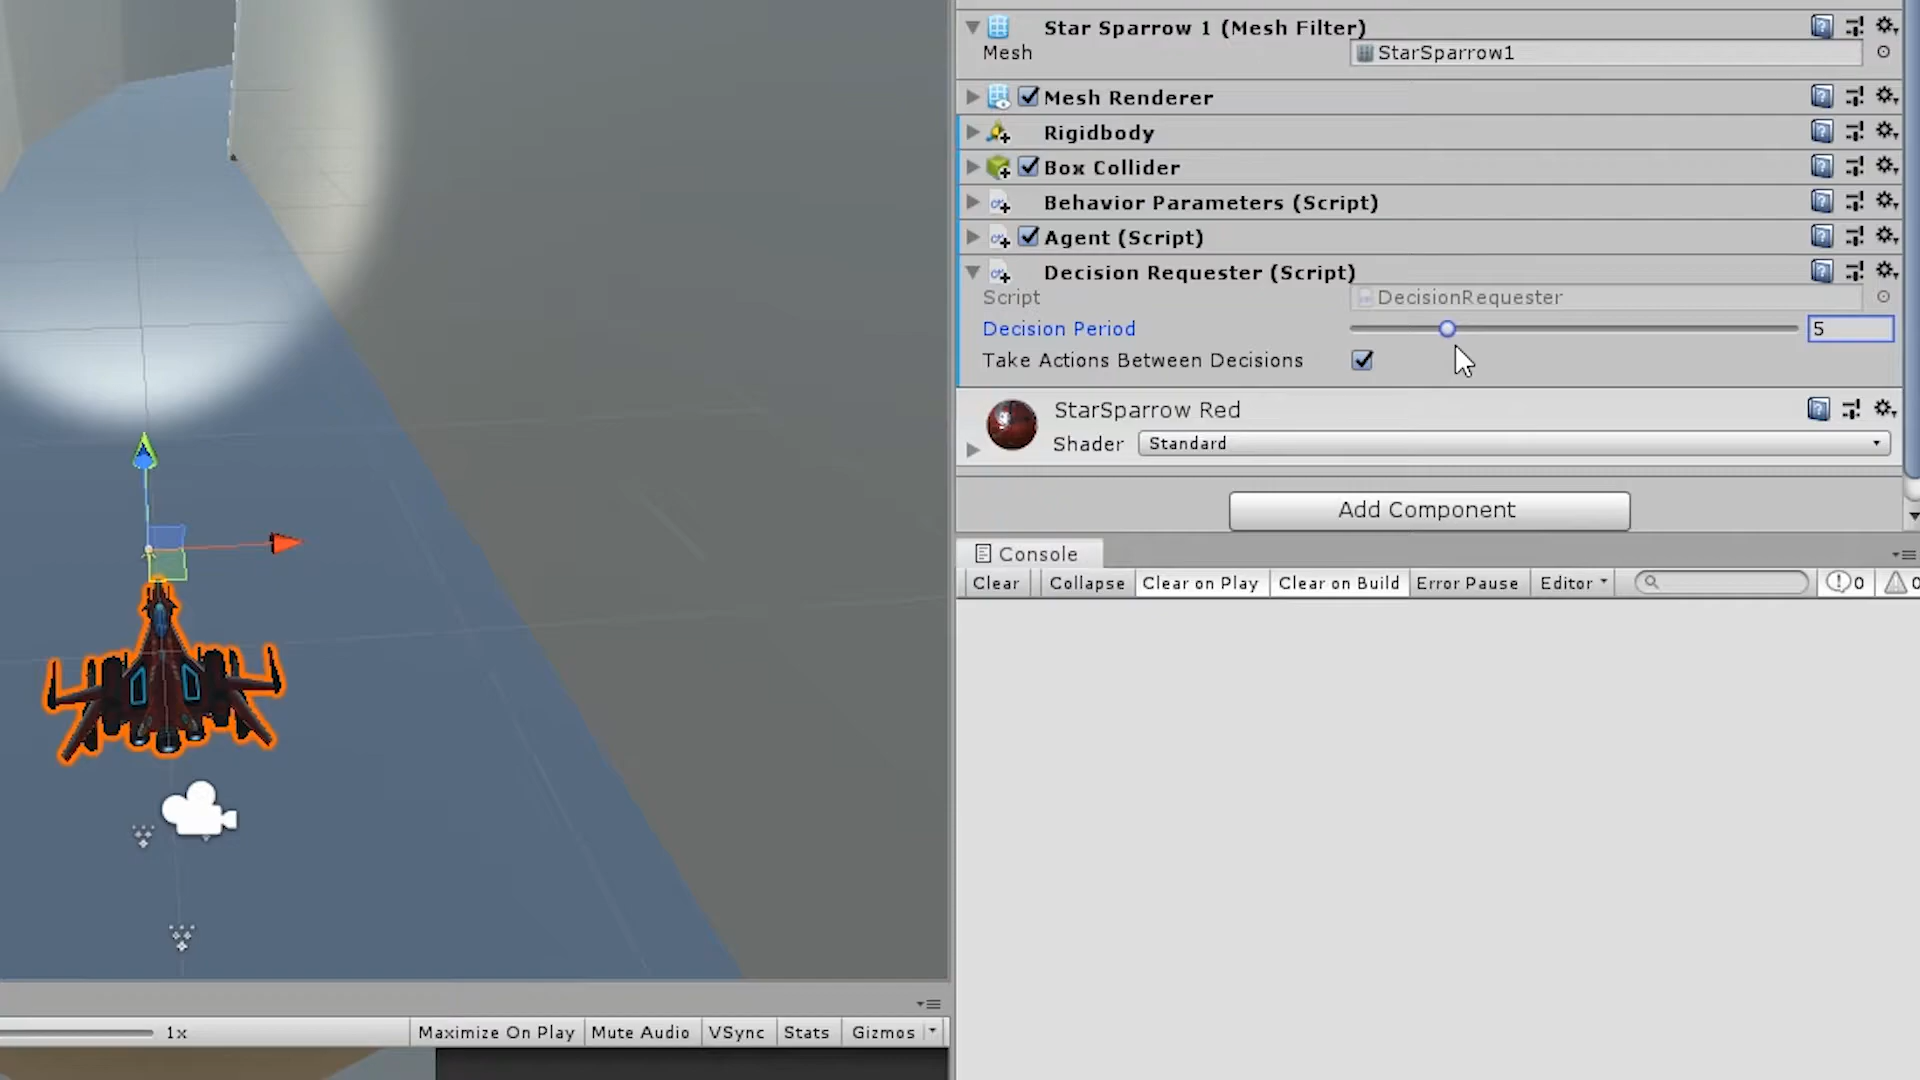 Star Sparrow 1 (Mesh Filter)
Mesh StarSparrow1
Mesh Renderer
Rigidbody
Box Collider
Behavior Parameters (Script)
Agent (Script)
Decision Requester (Script)
Script DecisionRequester
Decision Period 5
Take Actions Between Decisions
StarSparrow Red
Shader Standard
Add Component
Console
Clear Collapse Clear on Play Clear on Build Error Pause Editor 0 0
1x Maximize On Play Mute Audio VSync Stats Gizmos